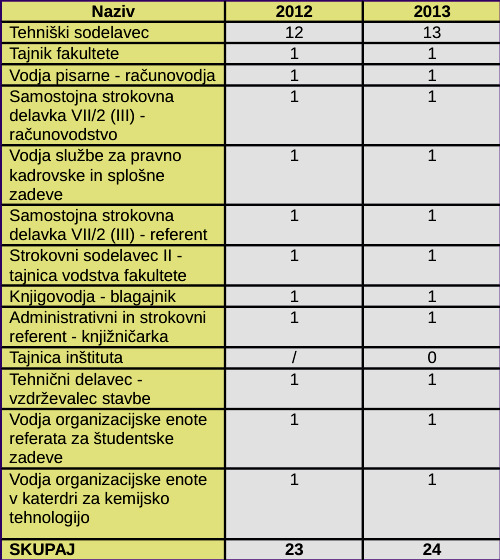 Naziv 2012 2013
Tehniški sodelavec 12 13
Tajnik fakultete 1 1
Vodja pisarne - računovodja 1 1
Samostojna strokovna 1 1
delavka VII/2 (III) -
računovodstvo
Vodja službe za pravno 1 1
kadrovske in splošne
zadeve
Samostojna strokovna 1 1
delavka VII/2 (III) - referent
Strokovni sodelavec II - 1 1
tajnica vodstva fakultete
Knjigovodja - blagajnik 1 1
Administrativni in strokovni 1 1
referent - knjižničarka
Tajnica inštituta / 0
Tehnični delavec - 1 1
vzdrževalec stavbe
Vodja organizacijske enote 1 1
referata za študentske
zadeve
Vodja organizacijske enote 1 1
v katerdri za kemijsko
tehnologijo
SKUPAJ 23 24